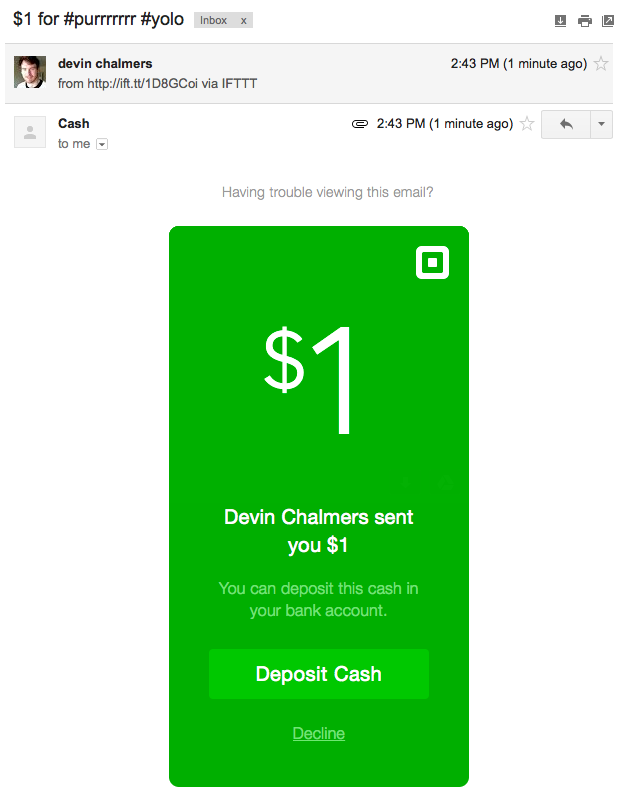 $1 for #purrrrrrr #yolo Inbox x
devin chalmers 2:43 PM (1 minute ago)
from http://ift.tt/1D8GCoi via IFTTT
Cash 2:43 PM (1 minute ago)
to me
Having trouble viewing this email?
$1
Devin Chalmers sent
you $1
You can deposit this cash in
your bank account.
Deposit Cash
Decline